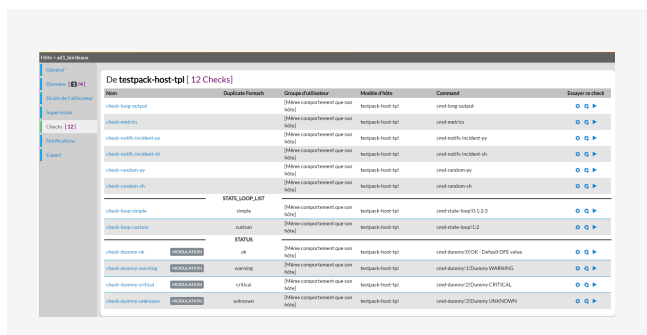 Hôte > ad1_bordeaux
Général *
Données [ 0 /4]
Droits de l'utilisateur
Supervision
Checks [ 12 ]
Notifications
Expert
De testpack-host-tpl [ 12 Checks]
Nom Duplicate Foreach Groupe d'utilisateur Modèle d'hôte Command Essayer ce check
check-long-output [Même comportement que son hôte] testpack-host-tpl cmd-long-output
check-metrics [Même comportement que son hôte] testpack-host-tpl cmd-metrics
check-notifs-incident-py [Même comportement que son hôte] testpack-host-tpl cmd-notifs-incident-py
check-notifs-incident-sh [Même comportement que son hôte] testpack-host-tpl cmd-notifs-incident-sh
check-random-py [Même comportement que son hôte] testpack-host-tpl cmd-random-py
check-random-sh [Même comportement que son hôte] testpack-host-tpl cmd-random-sh
STATE_LOOP_LIST
check-loop-simple simple [Même comportement que son hôte] testpack-host-tpl cmd-state-loop!0;1;2;3
check-loop-custom custom [Même comportement que son hôte] testpack-host-tpl cmd-state-loop!1;2
STATUS
check-dummy-ok MODULATION ok [Même comportement que son hôte] testpack-host-tpl cmd-dummy!0!OK - Default DFE value
check-dummy-warning MODULATION warning [Même comportement que son hôte] testpack-host-tpl cmd-dummy!1!Dummy WARNING
check-dummy-critical MODULATION critical [Même comportement que son hôte] testpack-host-tpl cmd-dummy!2!Dummy CRITICAL
check-dummy-unknown MODULATION unknown [Même comportement que son hôte] testpack-host-tpl cmd-dummy!3!Dummy UNKNOWN